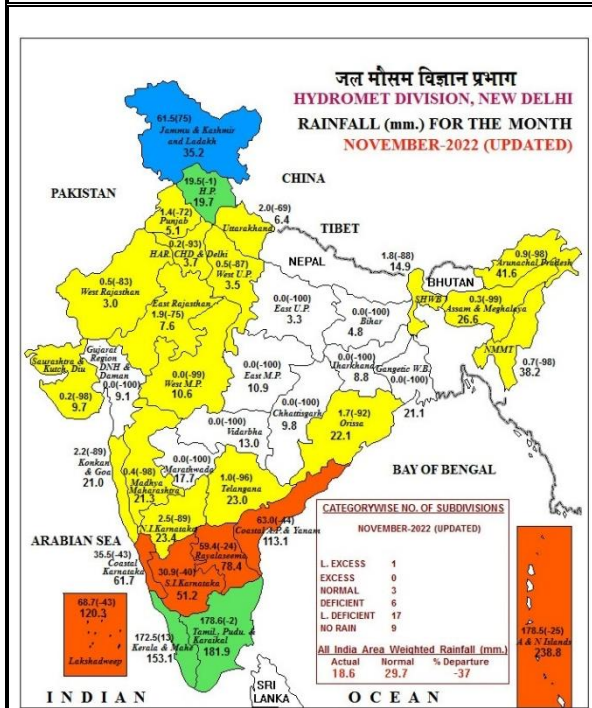 जल मौसम विज्ञान प्रभाग
HYDROMET DIVISION, NEW DELHI
RAINFALL (mm.) FOR THE MONTH
NOVEMBER-2022 (UPDATED)
61.5(75)
Jammu & Kashmir
and Ladakh
35.2
19.5(-1)
H.P.
19.7
CHINA
PAKISTAN
1.4(-72)
Punjab
5.1
2.0(-69)
Uttarakhand
6.4
TIBET
0.2(-93)
HAR. CHD & Delhi
3.7
0.5(-87)
West U.P.
3.5
NEPAL
1.8(-88)
14.9
SHWB
BHUTAN
0.9(-98)
Arunachal Pradesh
41.6
0.5(-83)
West Rajasthan
3.0
East Rajasthan
1.9(-75)
7.6
0.0(-100)
East U.P.
3.3
0.0(-100)
Bihar
4.8
0.3(-99)
Assam & Meghalaya
26.6
NMMT
0.7(-98)
38.2
Saurashtra &
Kutch, Diu
0.2(-98)
9.7
Gujarat
Region
DNH &
Daman
0.0(-100)
9.1
0.0(-99)
West M.P.
10.6
0.0(-100)
East M.P.
10.9
0.0(-100)
Jharkhand
8.8
Gangetic W.B.
0.0(-100)
21.1
0.0(-100)
Chhattisgarh
9.8
1.7(-92)
Orissa
22.1
0.0(-100)
Vidarbha
13.0
2.2(-89)
Konkan
& Goa
21.0
0.4(-98)
Madhya
Maharashtra
21.3
0.0(-100)
Marathwada
17.7
1.0(-96)
Telangana
23.0
BAY OF BENGAL
ARABIAN SEA
2.5(-89)
N.I.Karnataka
23.4
63.0(-44)
Coastal A.P. & Yanam
113.1
59.4(-24)
Rayalaseema
78.4
35.5(-43)
Coastal
Karnataka
61.7
30.9(-40)
S.I.Karnataka
51.2
68.7(-43)
120.3
Lakshadweep
172.5(13)
Kerala & Mahe
153.1
178.6(-2)
Tamil, Pudu. &
Karaikal
181.9
CATEGORYWISE NO. OF SUBDIVISIONS
NOVEMBER-2022 (UPDATED)
L. EXCESS 1
EXCESS 0
NORMAL 3
DEFICIENT 6
L. DEFICIENT 17
NO RAIN 9
All India Area Weighted Rainfall (mm.)
Actual Normal % Departure
18.6 29.7 -37
178.5(-25)
A & N Islands
238.8
SRI
LANKA
INDIAN OCEAN